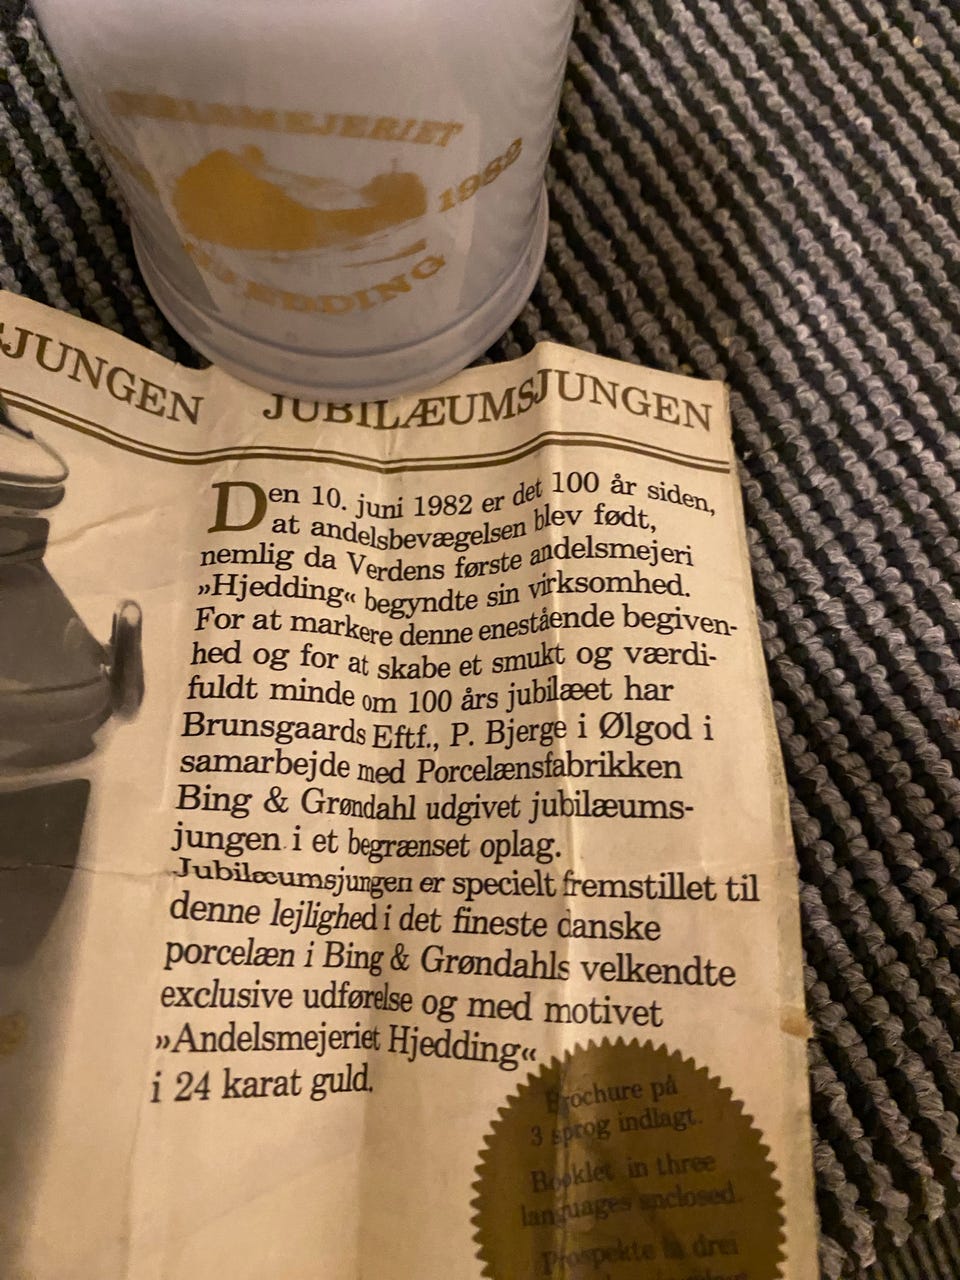 ANDELSMEJERIET
1982
HJEDDING
JUNGEN
JUBILÆUMSJUNGEN
Den 10. juni 1982 er det 100 år siden,
at andelsbevægelsen blev født,
nemlig da Verdens første andelsmejeri
»Hjedding« begyndte sin virksomhed.
For at markere denne enestående begiven-
hed og for at skabe et smukt og værdi-
fuldt minde om 100 års jubilæet har
Brunsgaards Eftf., P. Bjerge i Ølgod i
samarbejde med Porcelænsfabrikken
Bing & Grøndahl udgivet jubilæums-
jungen i et begrænset oplag.
Jubilæumsjungen er specielt fremstillet til
denne lejlighed i det fineste danske
porcelæn i Bing & Grøndahls velkendte
exclusive udførelse og med motivet
»Andelsmejeriet Hjedding«
i 24 karat guld.
Brochure på
3 sprog indlagt.
Booklet in three
languages enclosed.
Prospekte in drei